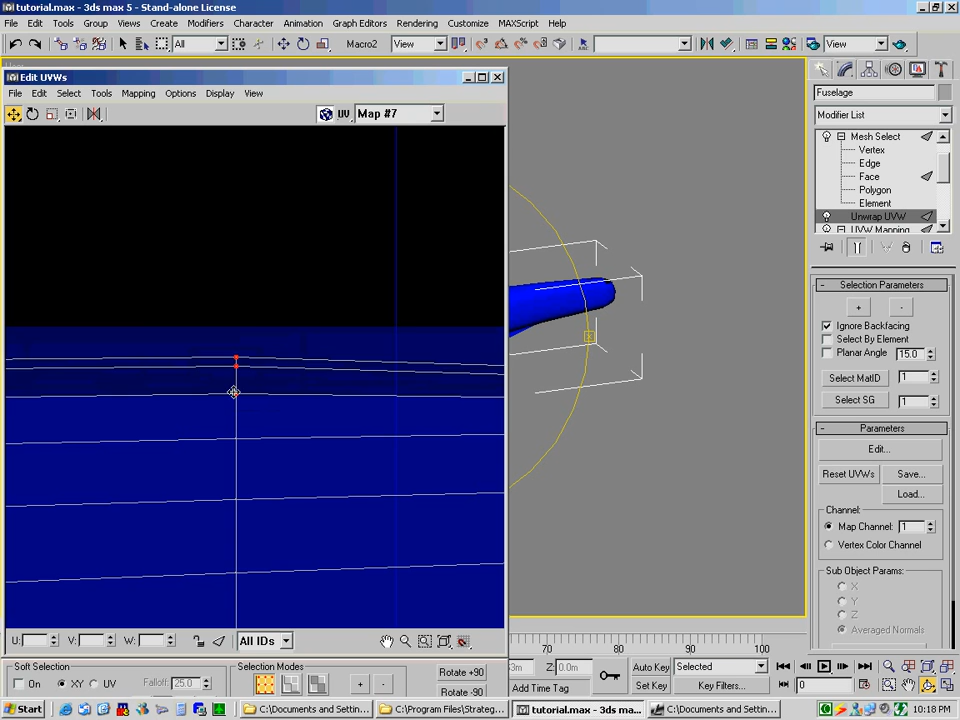 tutorial.max - 3ds max 5 - Stand-alone License
File Edit Tools Group Views Create Modifiers Character Animation Graph Editors Rendering Customize MAXScript Help
All Macro2 View View
Edit UVWs
File Edit Select Tools Mapping Options Display View
UV Map #7
Fuselage
Modifier List
Mesh Select
Vertex
Edge
Face
Polygon
Element
Unwrap UVW
UVW Mapping
- Selection Parameters
+ -
Ignore Backfacing
Select By Element
Planar Angle 15.0
Select MatID 1
Select SG 1
- Parameters
Edit...
Reset UVWs Save...
Load...
Channel:
Map Channel: 1
Vertex Color Channel
Sub Object Params:
X
Y
Z
Averaged Normals
U: V: W: All IDs
70 80 90 100
Soft Selection
On XY UV Falloff: 25.0
Selection Modes
+ -
Rotate +90
Rotate -90
3m Z: 0.0m
Add Time Tag
Auto Key Selected
Set Key Key Filters...
0
Start C:\Documents and Settin... C:\Program Files\Strateg... tutorial.max - 3ds ma... C:\Documents and Settin... 10:18 PM